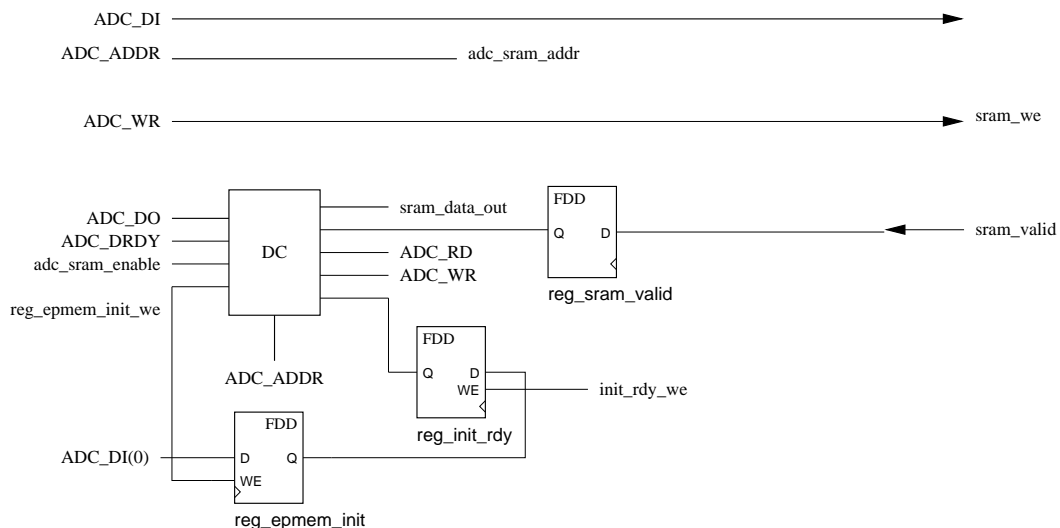 ADC_DI
ADC_ADDR adc_sram_addr
ADC_WR sram_we
FDD
ADC_DO sram_data_out
Q D sram_valid
ADC_DRDY
DC ADC_RD
adc_sram_enable
ADC_WR
reg_sram_valid
reg_epmem_init_we
FDD
ADC_ADDR Q D
WE init_rdy_we
FDD
reg_init_rdy
ADC_DI(0) D Q
WE
reg_epmem_init